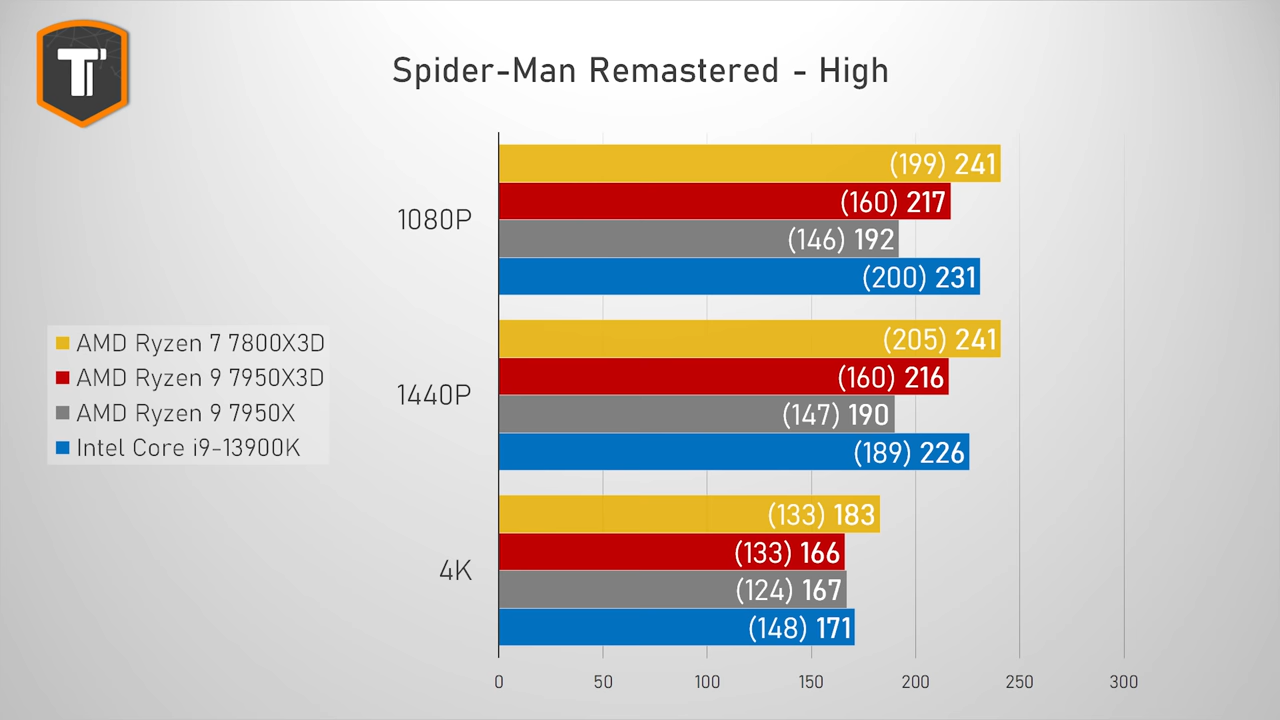 T
Spider-Man Remastered - High
1080P
(199) 241
(160) 217
(146) 192
(200) 231
1440P
(205) 241
(160) 216
(147) 190
(189) 226
4K
(133) 183
(133) 166
(124) 167
(148) 171
0 50 100 150 200 250 300
AMD Ryzen 7 7800X3D
AMD Ryzen 9 7950X3D
AMD Ryzen 9 7950X
Intel Core i9-13900K